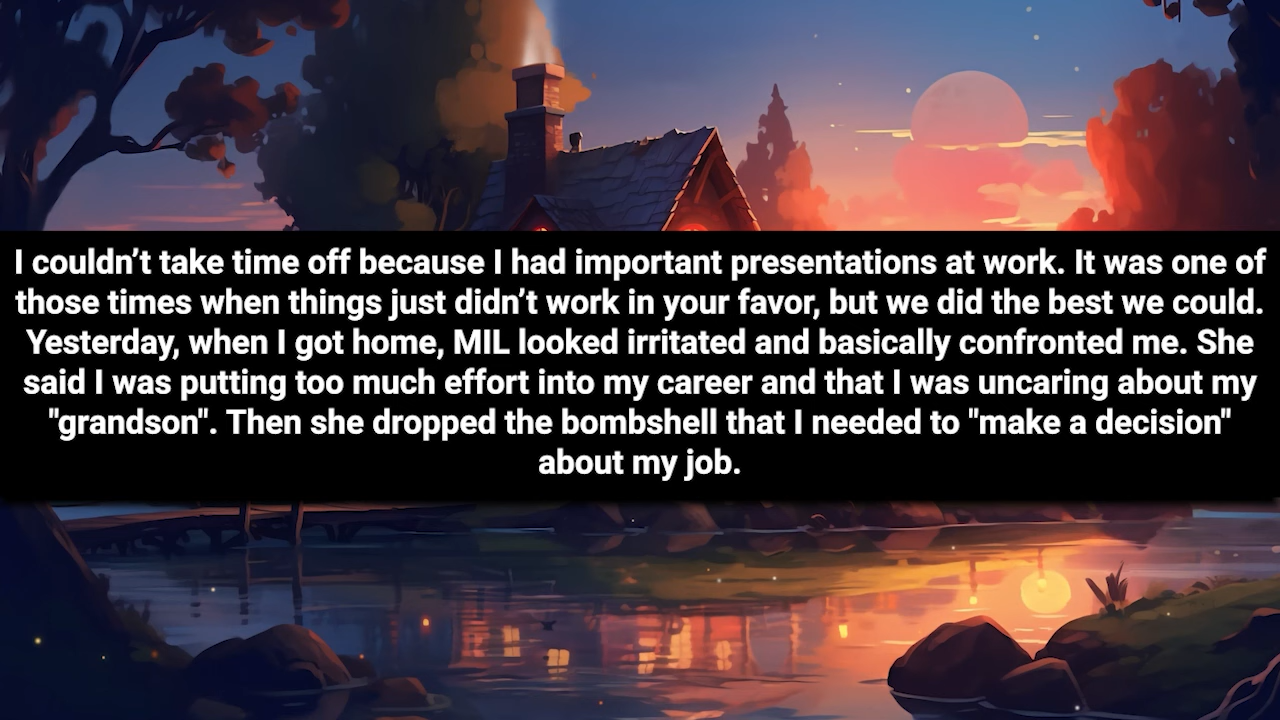 I couldn’t take time off because I had important presentations at work. It was one of
those times when things just didn’t work in your favor, but we did the best we could.
Yesterday, when I got home, MIL looked irritated and basically confronted me. She
said I was putting too much effort into my career and that I was uncaring about my
"grandson". Then she dropped the bombshell that I needed to "make a decision"
about my job.